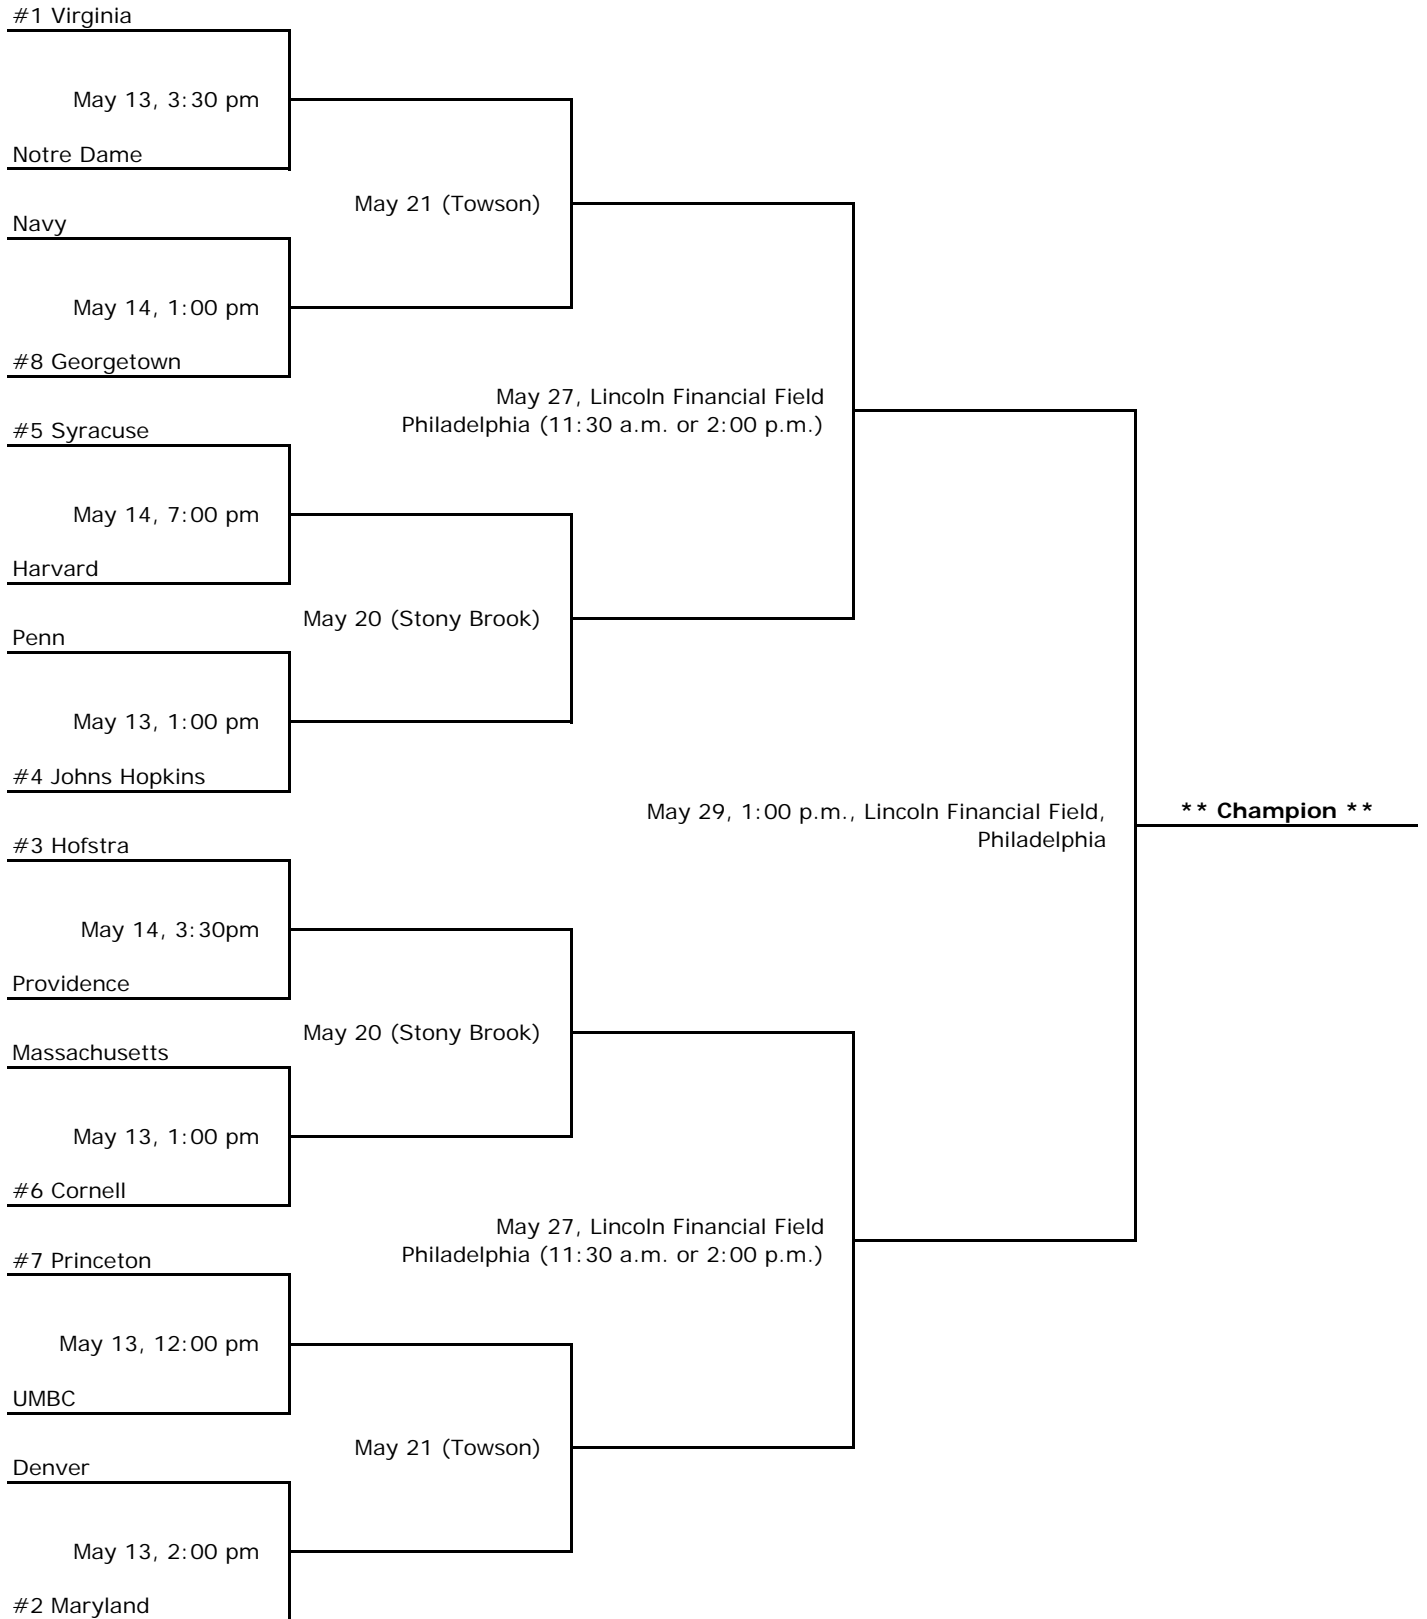 #1 Virginia
May 13, 3:30 pm
Notre Dame
May 21 (Towson)
Navy
May 14, 1:00 pm
#8 Georgetown
May 27, Lincoln Financial Field
Philadelphia (11:30 a.m. or 2:00 p.m.)
#5 Syracuse
May 14, 7:00 pm
Harvard
May 20 (Stony Brook)
Penn
May 13, 1:00 pm
#4 Johns Hopkins
May 29, 1:00 p.m., Lincoln Financial Field,
Philadelphia
** Champion **
#3 Hofstra
May 14, 3:30pm
Providence
May 20 (Stony Brook)
Massachusetts
May 13, 1:00 pm
#6 Cornell
May 27, Lincoln Financial Field
Philadelphia (11:30 a.m. or 2:00 p.m.)
#7 Princeton
May 13, 12:00 pm
UMBC
May 21 (Towson)
Denver
May 13, 2:00 pm
#2 Maryland